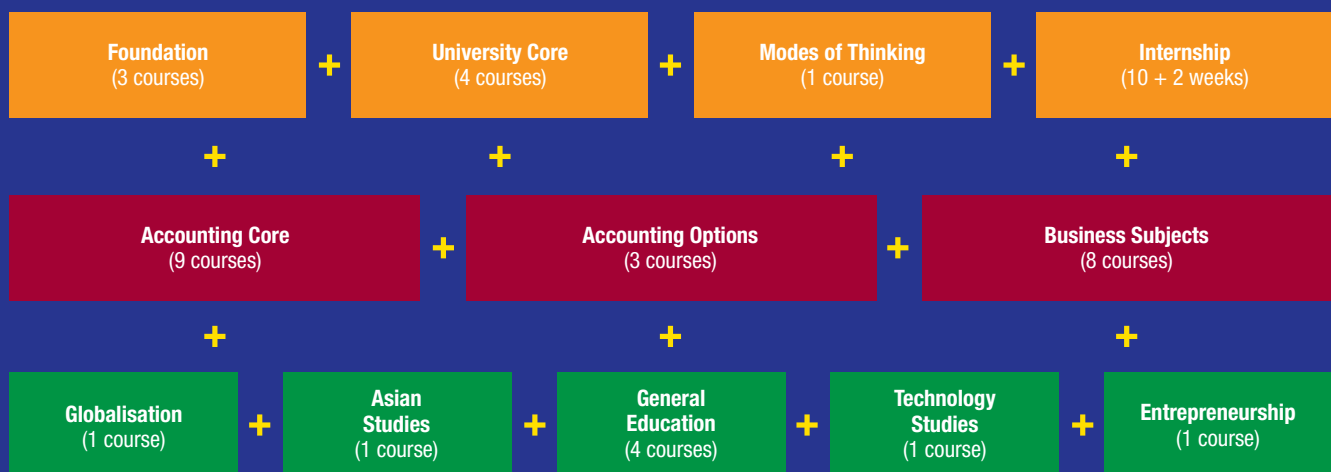 Foundation
(3 courses)
+
University Core
(4 courses)
+
Modes of Thinking
(1 course)
+
Internship
(10 + 2 weeks)
+
+
+
+
Accounting Core
(9 courses)
+
Accounting Options
(3 courses)
+
Business Subjects
(8 courses)
+
+
+
Globalisation
(1 course)
+
Asian
Studies
(1 course)
+
General
Education
(4 courses)
+
Technology
Studies
(1 course)
+
Entrepreneurship
(1 course)